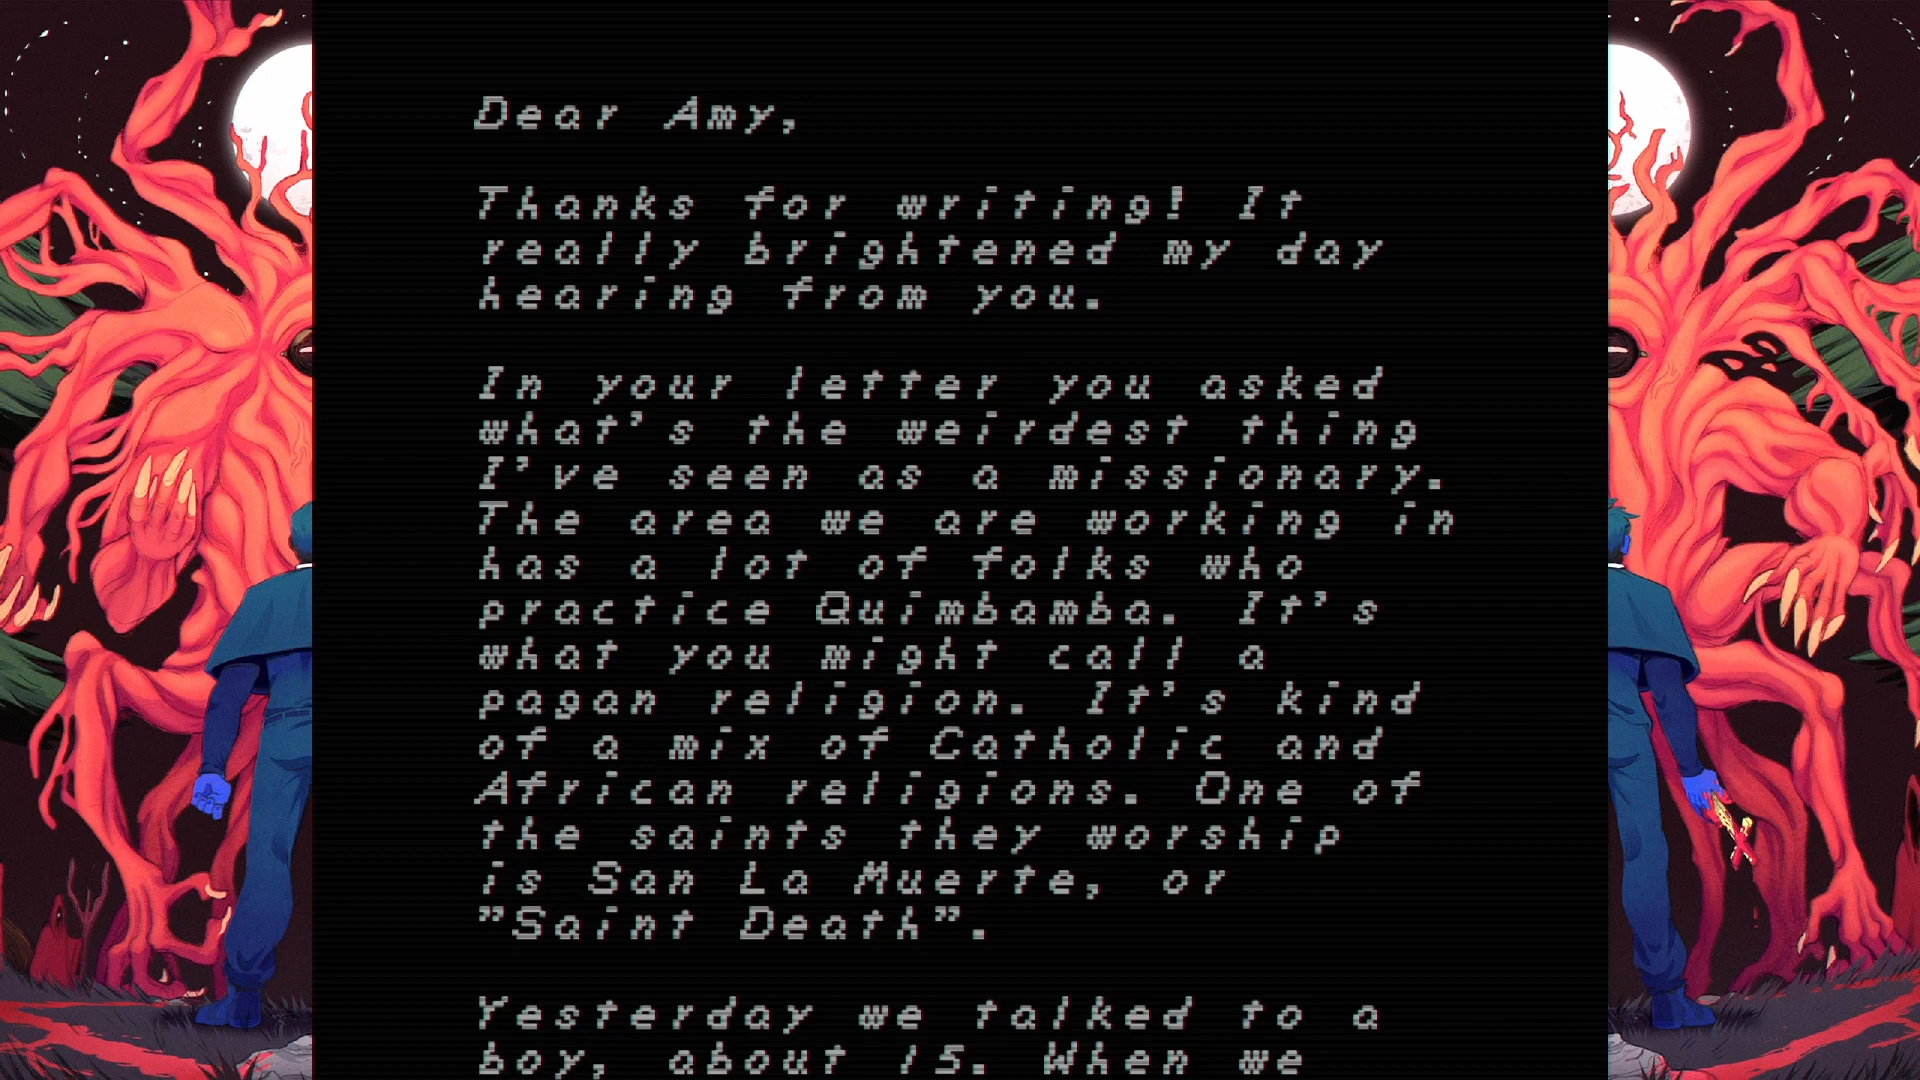 Dear Amy,
Thanks for writing! It
really brightened my day
hearing from you.
In your letter you asked
what's the weirdest thing
I've seen as a missionary.
The area we are working in
has a lot of folks who
practice Quimbamba. It's
what you might call a
pagan religion. It's kind
of a mix of Catholic and
African religions. One of
the saints they worship
is San La Muerte, or
"Saint Death".
Yesterday we talked to a
boy, about 15. When we